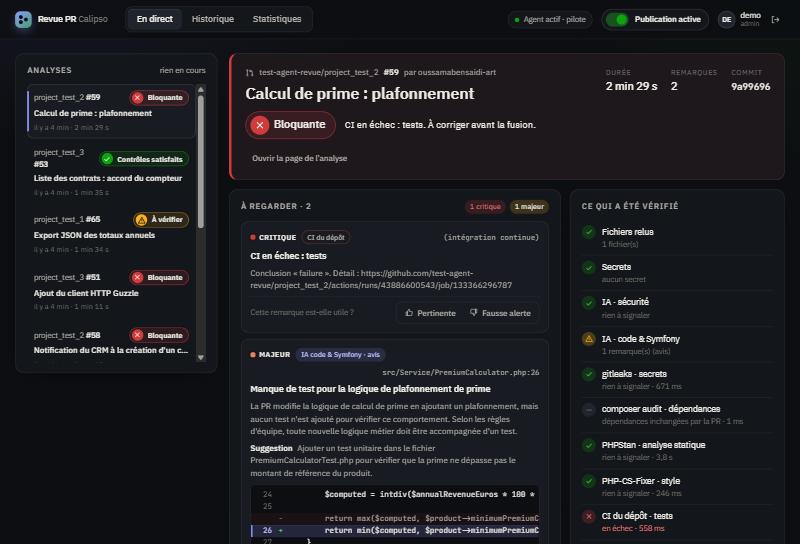 Revue PR Calipso
En direct
Historique
Statistiques
Agent actif · pilote
Publication active
DE
demo
admin
ANALYSES
rien en cours
project_test_2 #59
Bloquante
Calcul de prime : plafonnement
il y a 4 min · 2 min 29 s
project_test_3
#53
Contrôles satisfaits
Liste des contrats : accord du compteur
il y a 4 min · 1 min 35 s
project_test_1 #65
À vérifier
Export JSON des totaux annuels
il y a 4 min · 1 min 34 s
project_test_3 #51
Bloquante
Ajout du client HTTP Guzzle
il y a 4 min · 1 min 11 s
project_test_2 #58
Bloquante
Notification du CRM à la création d'un c...
test-agent-revue/project_test_2 #59 par oussamabensaidi-art
Calcul de prime : plafonnement
Bloquante
CI en échec : tests. À corriger avant la fusion.
Ouvrir la page de l'analyse
DURÉE
2 min 29 s
REMARQUES
2
COMMIT
9a99696
À REGARDER · 2
1 critique
1 majeur
CRITIQUE
CI du dépôt
(intégration continue)
CI en échec : tests
Conclusion « failure ». Détail : https://github.com/test-agent-
revue/project_test_2/actions/runs/43886600543/job/133366296787
Cette remarque est-elle utile ?
Pertinente
Fausse alerte
MAJEUR
IA code & Symfony · avis
src/Service/PremiumCalculator.php:26
Manque de test pour la logique de plafonnement de prime
La PR modifie la logique de calcul de prime en ajoutant un plafonnement, mais
aucun test n'est ajouté pour vérifier ce comportement. Selon les règles
d'équipe, toute nouvelle logique métier doit être accompagnée d'un test.
Suggestion Ajouter un test unitaire dans le fichier
PremiumCalculatorTest.php pour vérifier que la prime ne dépasse pas le
montant de référence du produit.
24 $computed = intdiv($annualRevenueEuros * 100 *
25
- return max($computed, $product->minimumPremiumC
26 + return min($computed, $product->minimumPremiumC
27 }
CE QUI A ÉTÉ VÉRIFIÉ
Fichiers relus
1 fichier(s)
Secrets
aucun secret
IA · sécurité
rien à signaler
IA · code & Symfony
1 remarque(s) (avis)
gitleaks · secrets
rien à signaler · 671 ms
composer audit · dépendances
dépendances inchangées par la PR · 1 ms
PHPStan · analyse statique
rien à signaler · 3,8 s
PHP-CS-Fixer · style
rien à signaler · 246 ms
CI du dépôt · tests
en échec · 558 ms